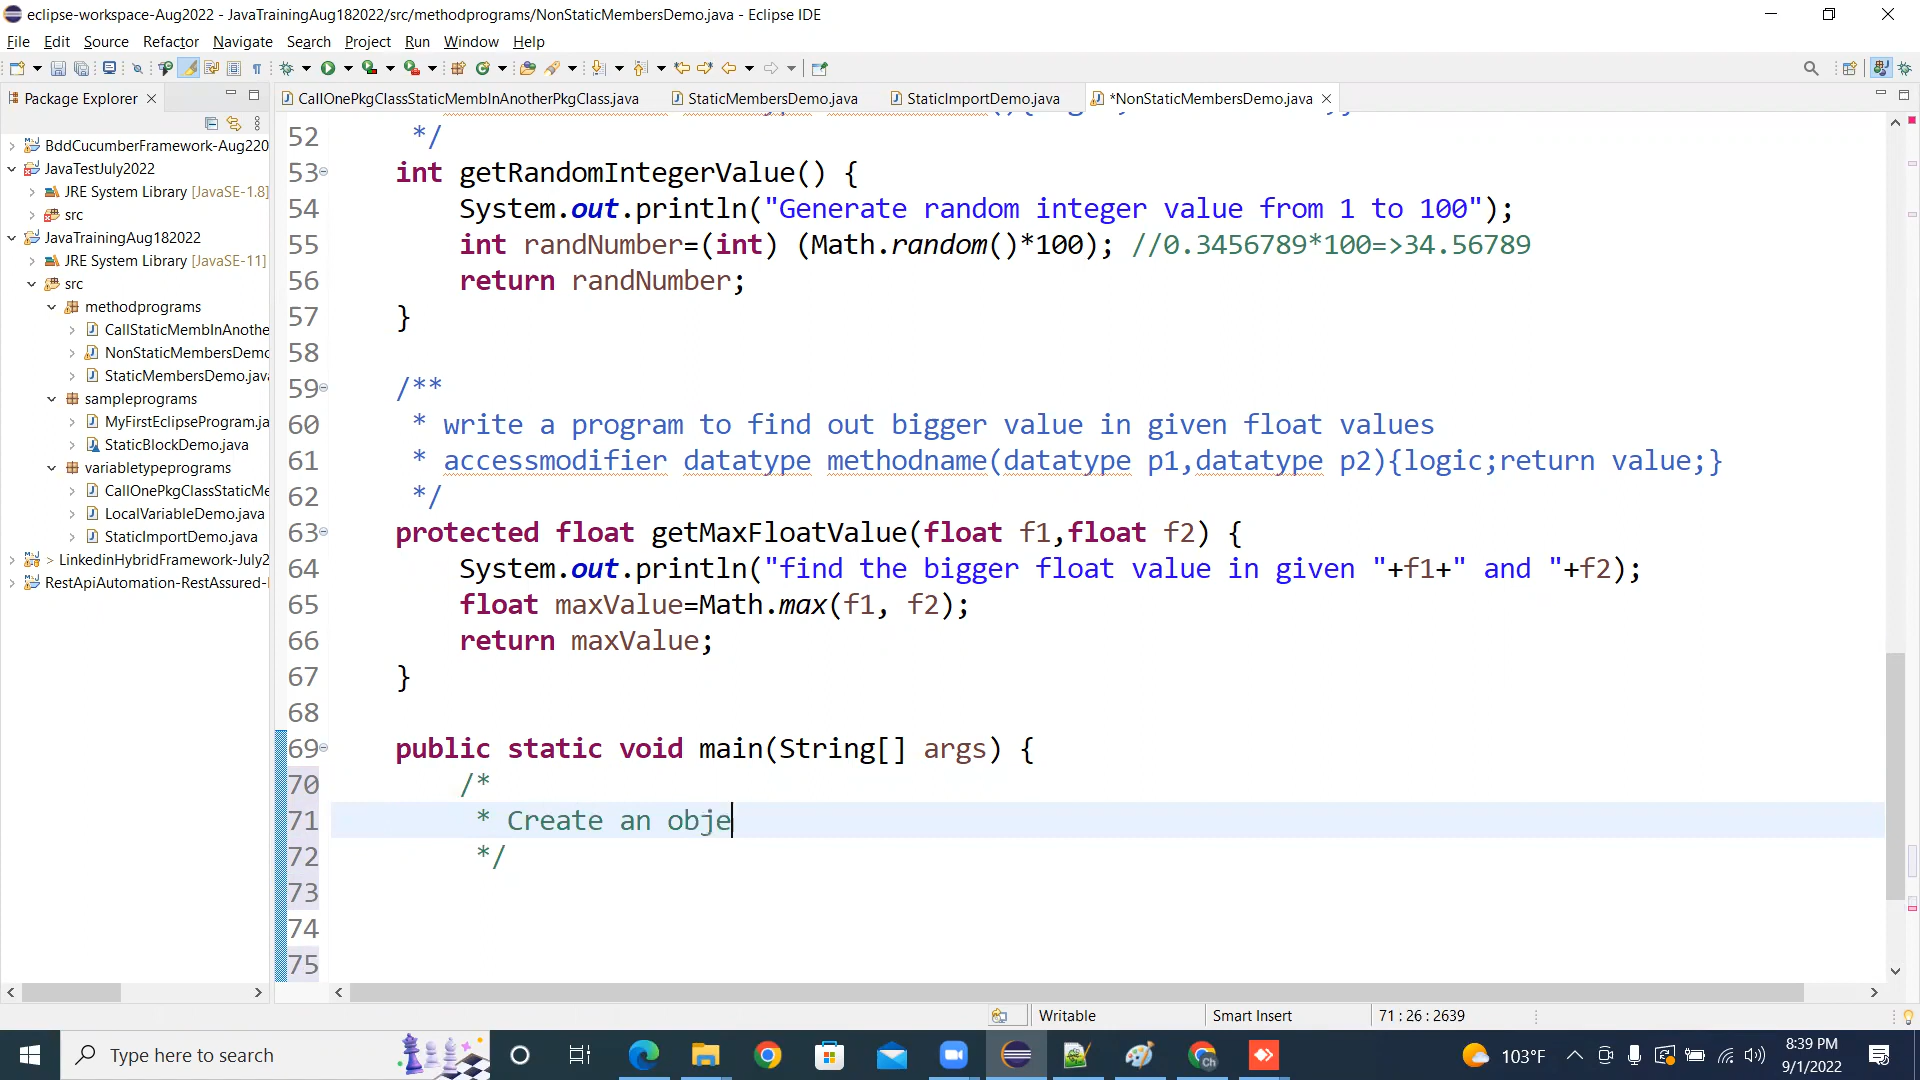 eclipse-workspace-Aug2022 - JavaTrainingAug182022/src/methodprograms/NonStaticMembersDemo.java - Eclipse IDE
File Edit Source Refactor Navigate Search Project Run Window Help
Package Explorer
CallOnePkgClassStaticMembInAnotherPkgClass.java
StaticMembersDemo.java
StaticImportDemo.java
*NonStaticMembersDemo.java
BddCucumberFramework-Aug220
JavaTestJuly2022
JRE System Library [JavaSE-1.8]
src
JavaTrainingAug182022
JRE System Library [JavaSE-11]
src
methodprograms
CallStaticMembInAnothe
NonStaticMembersDemo
StaticMembersDemo.java
sampleprograms
MyFirstEclipseProgram.ja
StaticBlockDemo.java
variabletypeprograms
CallOnePkgClassStaticMe
LocalVariableDemo.java
StaticImportDemo.java
> LinkedinHybridFramework-July2
RestApiAutomation-RestAssured-
52 */
53 int getRandomIntegerValue() {
54 System.out.println("Generate random integer value from 1 to 100");
55 int randNumber=(int) (Math.random()*100); //0.3456789*100=>34.56789
56 return randNumber;
57 }
58
59 /**
60 * write a program to find out bigger value in given float values
61 * accessmodifier datatype methodname(datatype p1,datatype p2){logic;return value;}
62 */
63 protected float getMaxFloatValue(float f1,float f2) {
64 System.out.println("find the bigger float value in given "+f1+" and "+f2);
65 float maxValue=Math.max(f1, f2);
66 return maxValue;
67 }
68
69 public static void main(String[] args) {
70 /*
71 * Create an obje
72 */
73
74
75
Writable
Smart Insert
71 : 26 : 2639
Type here to search
103°F
8:39 PM
9/1/2022